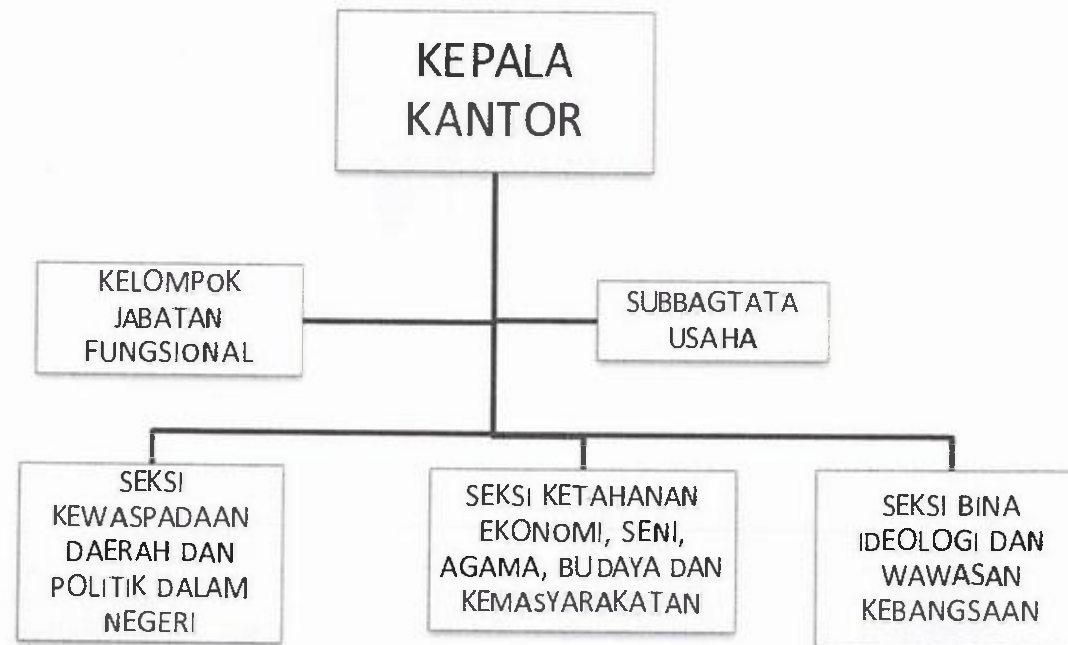 KEPALA
KANTOR
KELOMPOK
JABATAN
FUNGSIONAL
SUBBAGTATA
USAHA
SEKSI
KEWASPADAAN
DAERAH DAN
POLITIK DALAM
NEGERI
SEKSI KETAHANAN
EKONOMI, SENI,
AGAMA, BUDAYA DAN
KEMASYARAKATAN
SEKSI BINA
IDEOLOGI DAN
WAWASAN
KEBANGSAAN